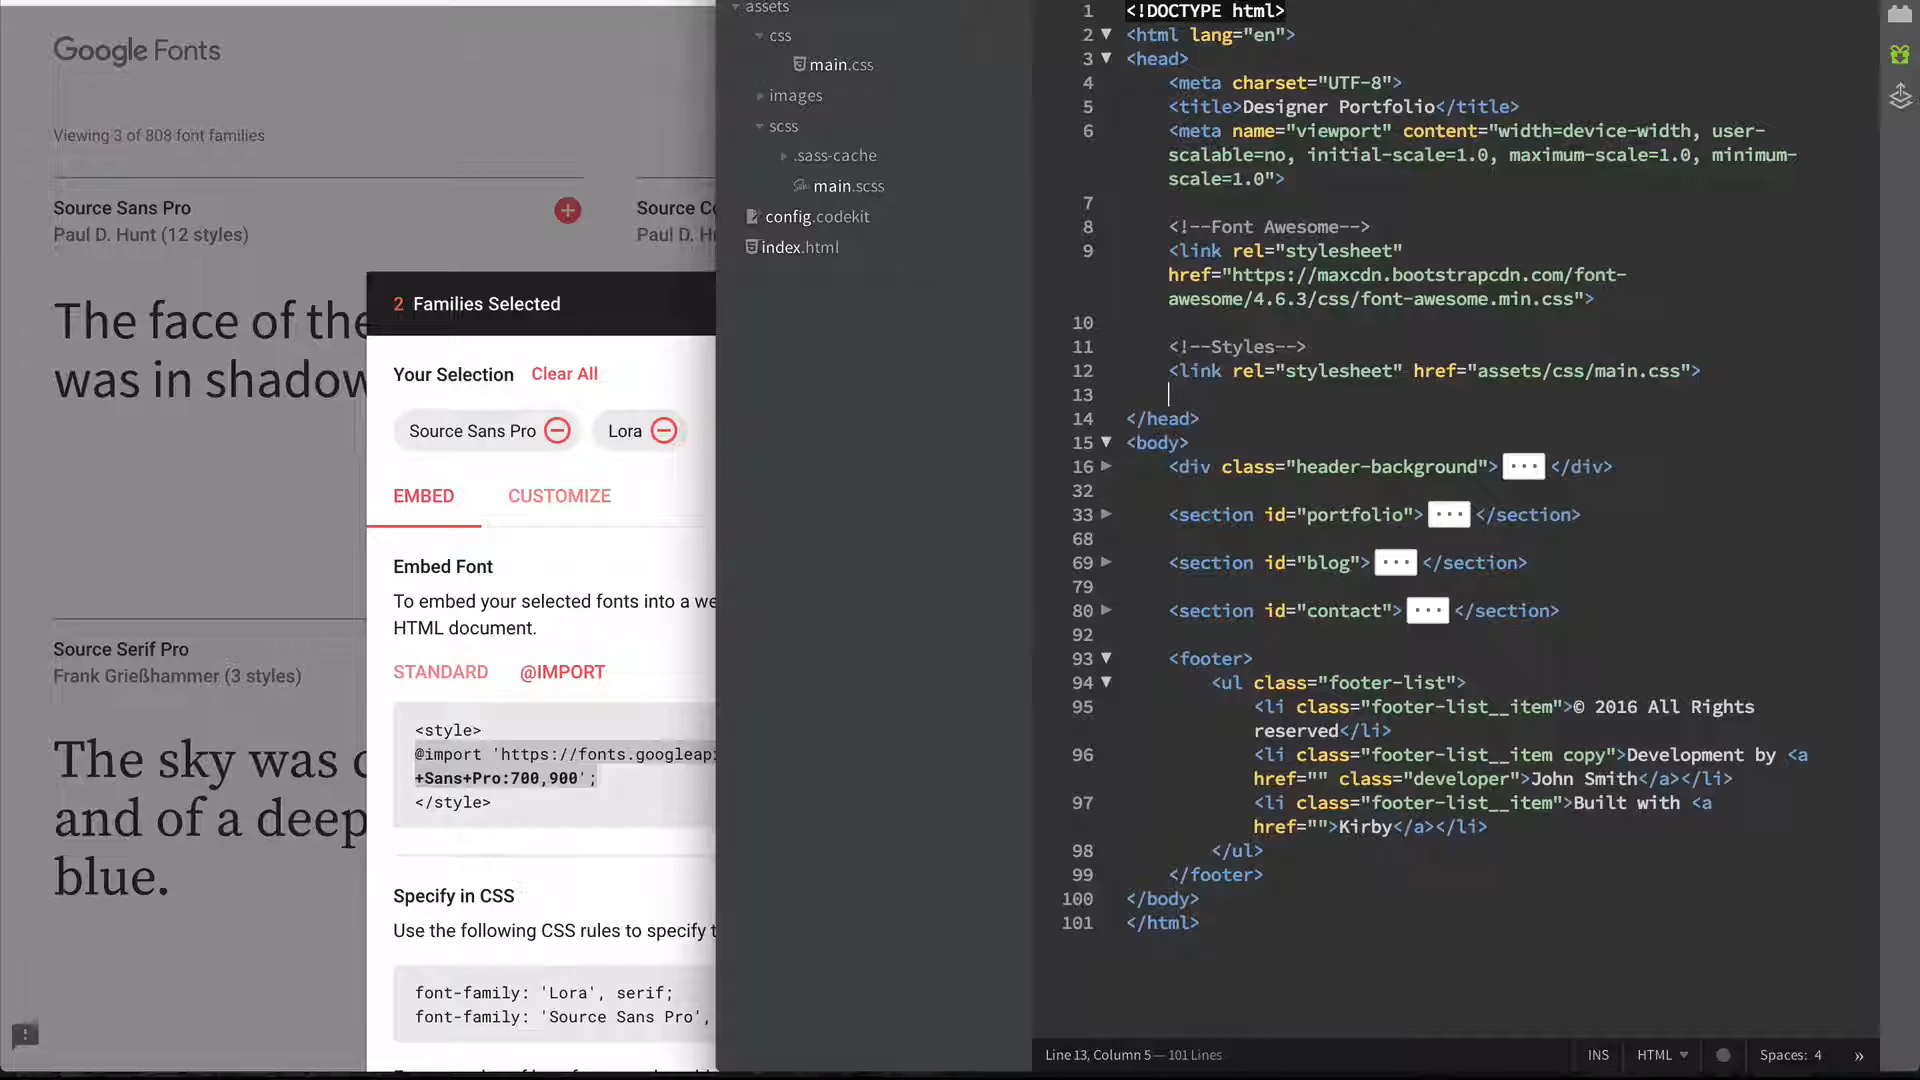 Google Fonts
Viewing 3 of 808 font families
Source Sans Pro
Paul D. Hunt (12 styles)
The face of the
was in shadow
Source Serif Pro
Frank Grießhammer (3 styles)
The sky was
and of a deep
blue.
Source
Paul D.
2 Families Selected
Your Selection Clear All
Source Sans Pro Lora
EMBED CUSTOMIZE
Embed Font
To embed your selected fonts into a we
HTML document.
STANDARD @IMPORT
<style>
@import 'https://fonts.googleapi
+Sans+Pro:700,900';
</style>
Specify in CSS
Use the following CSS rules to specify
font-family: 'Lora', serif;
font-family: 'Source Sans Pro',
assets
css
main.css
images
scss
.sass-cache
main.scss
config.codekit
index.html
1 <!DOCTYPE html>
2 <html lang="en">
3 <head>
4 <meta charset="UTF-8">
5 <title>Designer Portfolio</title>
6 <meta name="viewport" content="width=device-width, user-
scalable=no, initial-scale=1.0, maximum-scale=1.0, minimum-
scale=1.0">
7
8 <!--Font Awesome-->
9 <link rel="stylesheet"
href="https://maxcdn.bootstrapcdn.com/font-
awesome/4.6.3/css/font-awesome.min.css">
10
11 <!--Styles-->
12 <link rel="stylesheet" href="assets/css/main.css">
13
14 </head>
15 <body>
16 <div class="header-background"> ... </div>
32
33 <section id="portfolio"> ... </section>
68
69 <section id="blog"> ... </section>
79
80 <section id="contact"> ... </section>
92
93 <footer>
94 <ul class="footer-list">
95 <li class="footer-list__item">© 2016 All Rights
reserved</li>
96 <li class="footer-list__item copy">Development by <a
href="" class="developer">John Smith</a></li>
97 <li class="footer-list__item">Built with <a
href="">Kirby</a></li>
98 </ul>
99 </footer>
100 </body>
101 </html>
Line 13, Column 5 — 101 Lines
INS HTML Spaces: 4 »